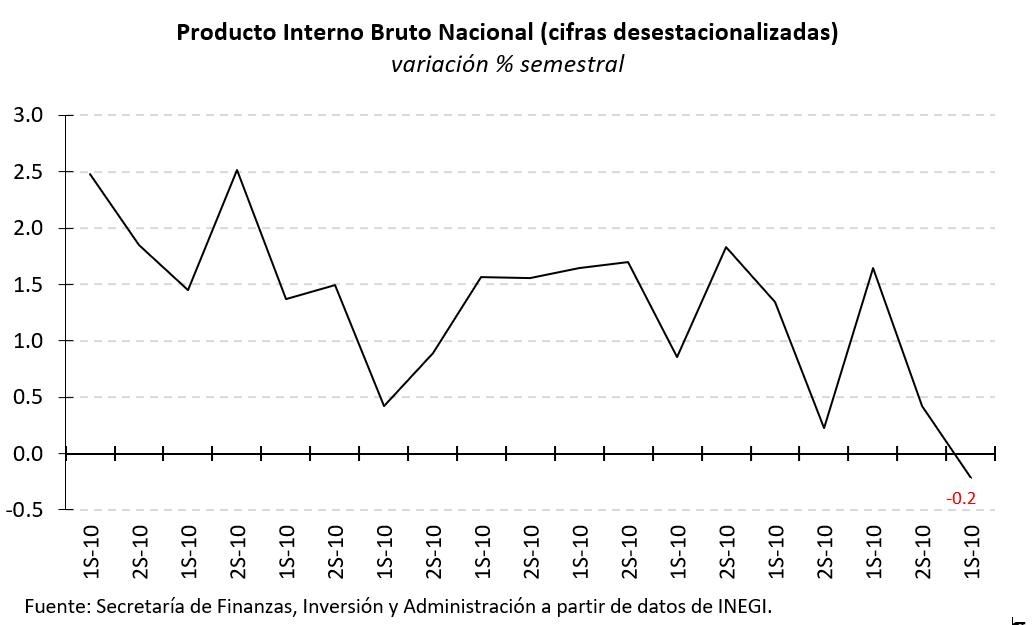 Producto Interno Bruto Nacional (cifras desestacionalizadas)
variación % semestral
3.0
2.5
2.0
1.5
1.0
0.5
0.0
-0.5
-0.2
1S-10
2S-10
1S-10
2S-10
1S-10
2S-10
1S-10
2S-10
1S-10
2S-10
1S-10
2S-10
1S-10
2S-10
1S-10
2S-10
1S-10
2S-10
1S-10
Fuente: Secretaría de Finanzas, Inversión y Administración a partir de datos de INEGI.